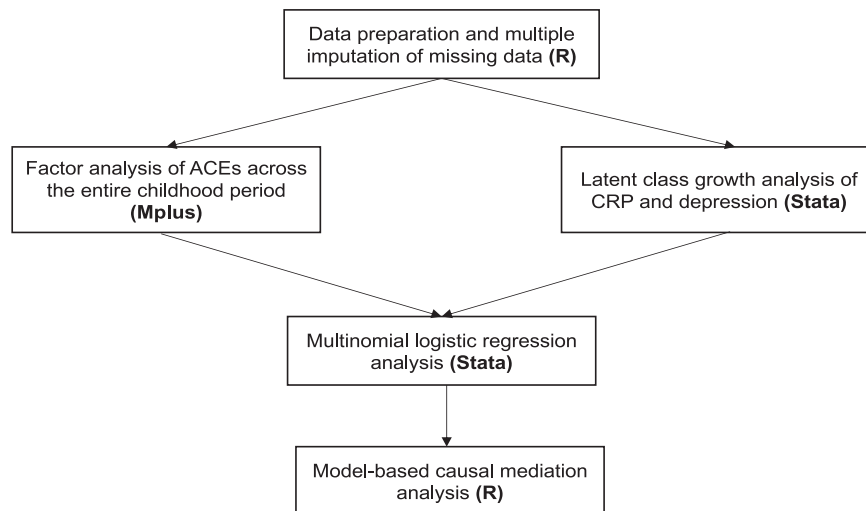 Data preparation and multiple
imputation of missing data (R)
Factor analysis of ACEs across
the entire childhood period
(Mplus)
Latent class growth analysis of
CRP and depression (Stata)
Multinomial logistic regression
analysis (Stata)
Model-based causal mediation
analysis (R)